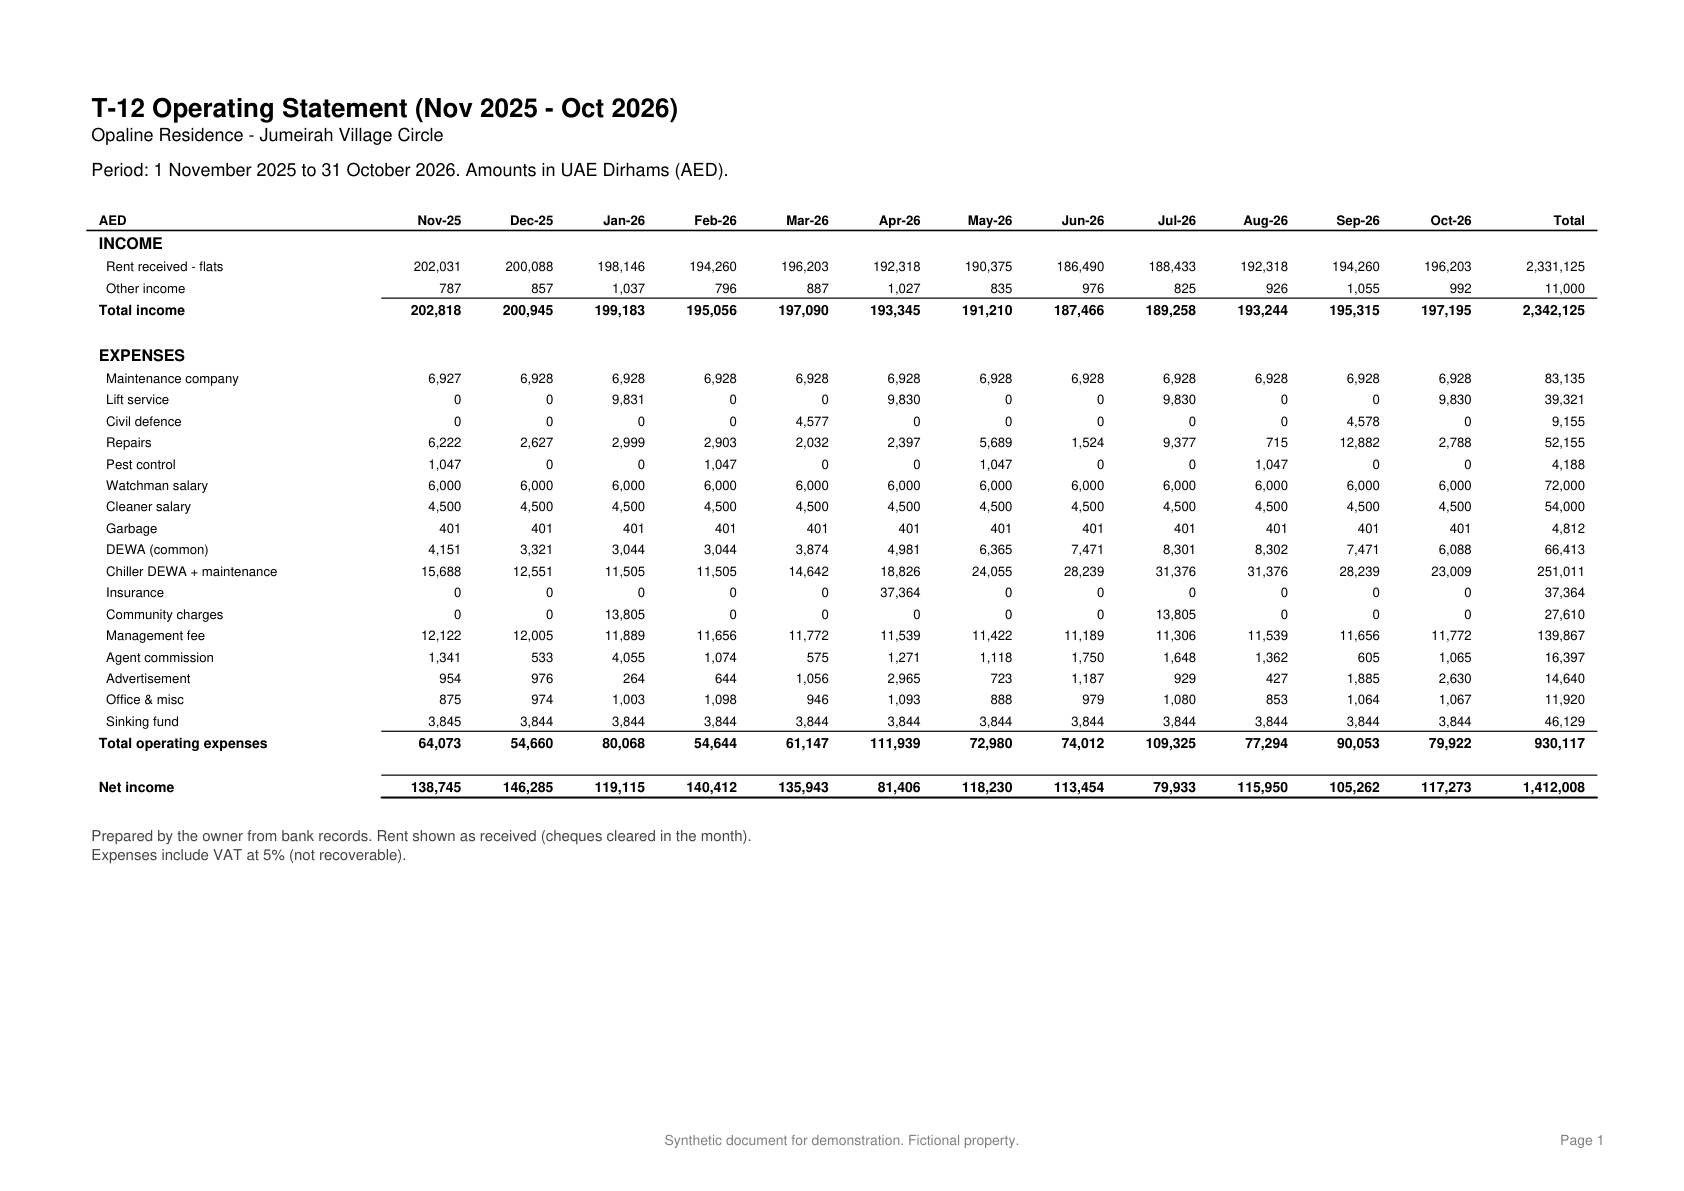 T-12 Operating Statement (Nov 2025 - Oct 2026)
Opaline Residence - Jumeirah Village Circle
Period: 1 November 2025 to 31 October 2026. Amounts in UAE Dirhams (AED).
AED Nov-25 Dec-25 Jan-26 Feb-26 Mar-26 Apr-26 May-26 Jun-26 Jul-26 Aug-26 Sep-26 Oct-26 Total
INCOME
Rent received - flats 202,031 200,088 198,146 194,260 196,203 192,318 190,375 186,490 188,433 192,318 194,260 196,203 2,331,125
Other income 787 857 1,037 796 887 1,027 835 976 825 926 1,055 992 11,000
Total income 202,818 200,945 199,183 195,056 197,090 193,345 191,210 187,466 189,258 193,244 195,315 197,195 2,342,125
EXPENSES
Maintenance company 6,927 6,928 6,928 6,928 6,928 6,928 6,928 6,928 6,928 6,928 6,928 6,928 83,135
Lift service 0 0 9,831 0 0 9,830 0 0 9,830 0 0 9,830 39,321
Civil defence 0 0 0 0 4,577 0 0 0 0 0 4,578 0 9,155
Repairs 6,222 2,627 2,999 2,903 2,032 2,397 5,689 1,524 9,377 715 12,882 2,788 52,155
Pest control 1,047 0 0 1,047 0 0 1,047 0 0 1,047 0 0 4,188
Watchman salary 6,000 6,000 6,000 6,000 6,000 6,000 6,000 6,000 6,000 6,000 6,000 6,000 72,000
Cleaner salary 4,500 4,500 4,500 4,500 4,500 4,500 4,500 4,500 4,500 4,500 4,500 4,500 54,000
Garbage 401 401 401 401 401 401 401 401 401 401 401 401 4,812
DEWA (common) 4,151 3,321 3,044 3,044 3,874 4,981 6,365 7,471 8,301 8,302 7,471 6,088 66,413
Chiller DEWA + maintenance 15,688 12,551 11,505 11,505 14,642 18,826 24,055 28,239 31,376 31,376 28,239 23,009 251,011
Insurance 0 0 0 0 0 37,364 0 0 0 0 0 0 37,364
Community charges 0 0 13,805 0 0 0 0 0 13,805 0 0 0 27,610
Management fee 12,122 12,005 11,889 11,656 11,772 11,539 11,422 11,189 11,306 11,539 11,656 11,772 139,867
Agent commission 1,341 533 4,055 1,074 575 1,271 1,118 1,750 1,648 1,362 605 1,065 16,397
Advertisement 954 976 264 644 1,056 2,965 723 1,187 929 427 1,885 2,630 14,640
Office & misc 875 974 1,003 1,098 946 1,093 888 979 1,080 853 1,064 1,067 11,920
Sinking fund 3,845 3,844 3,844 3,844 3,844 3,844 3,844 3,844 3,844 3,844 3,844 3,844 46,129
Total operating expenses 64,073 54,660 80,068 54,644 61,147 111,939 72,980 74,012 109,325 77,294 90,053 79,922 930,117
Net income 138,745 146,285 119,115 140,412 135,943 81,406 118,230 113,454 79,933 115,950 105,262 117,273 1,412,008
Prepared by the owner from bank records. Rent shown as received (cheques cleared in the month).
Expenses include VAT at 5% (not recoverable).
Synthetic document for demonstration. Fictional property. Page 1